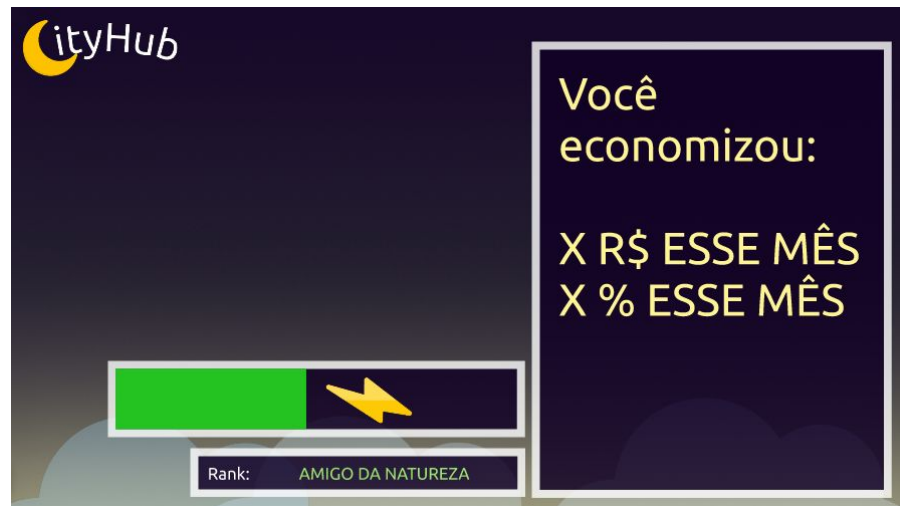 CityHub
Você
economizou:
X R$ ESSE MÊS
X % ESSE MÊS
Rank: AMIGO DA NATUREZA